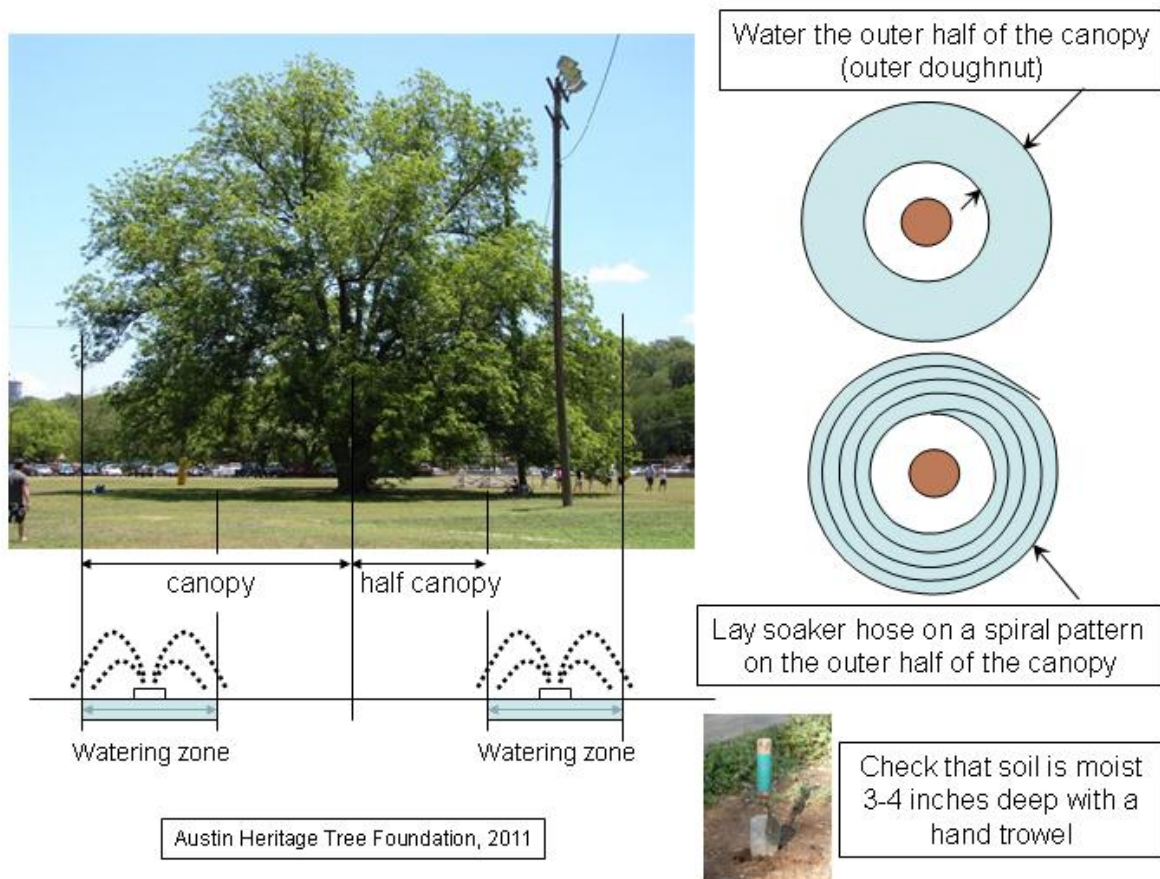 Water the outer half of the canopy
(outer doughnut)
canopy
half canopy
Lay soaker hose on a spiral pattern
on the outer half of the canopy
Watering zone
Watering zone
Check that soil is moist
3-4 inches deep with a
hand trowel
Austin Heritage Tree Foundation, 2011